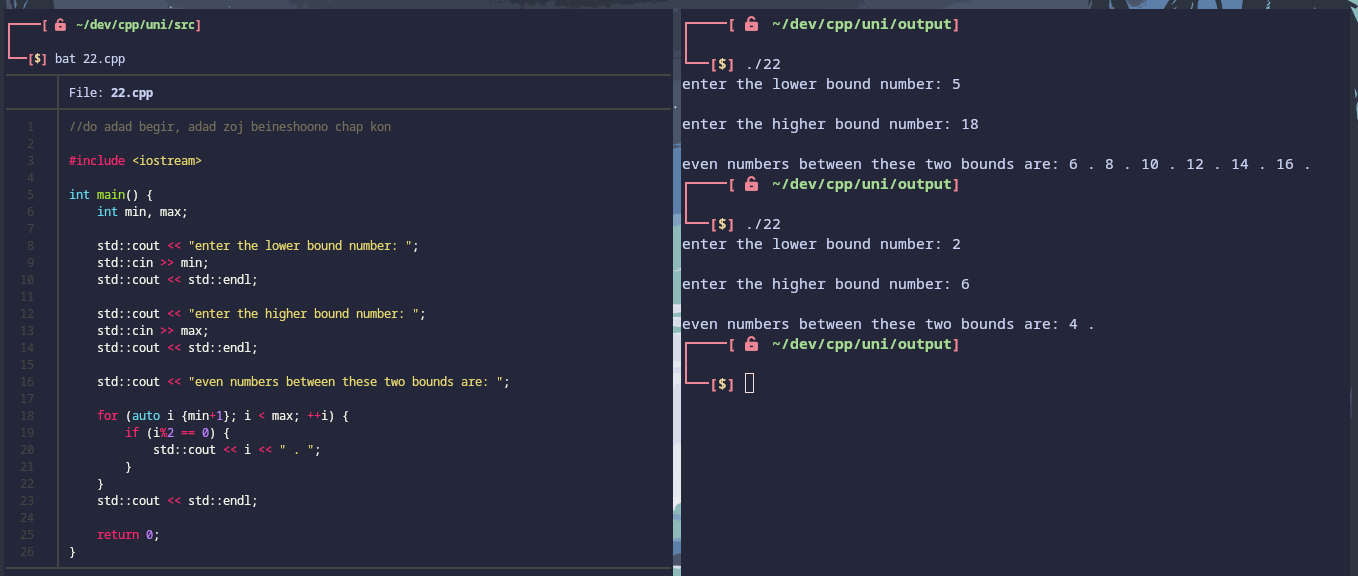 [ ~/dev/cpp/uni/src]
[$] bat 22.cpp
File: 22.cpp
1 //do adad begir, adad zoj beineshoono chap kon
2
3 #include <iostream>
4
5 int main() {
6     int min, max;
7
8     std::cout << "enter the lower bound number: ";
9     std::cin >> min;
10     std::cout << std::endl;
11
12     std::cout << "enter the higher bound number: ";
13     std::cin >> max;
14     std::cout << std::endl;
15
16     std::cout << "even numbers between these two bounds are: ";
17
18     for (auto i {min+1}; i < max; ++i) {
19         if (i%2 == 0) {
20             std::cout << i << " . ";
21         }
22     }
23     std::cout << std::endl;
24
25     return 0;
26 }
[ ~/dev/cpp/uni/output]
[$] ./22
enter the lower bound number: 5
enter the higher bound number: 18
even numbers between these two bounds are: 6 . 8 . 10 . 12 . 14 . 16 .
[ ~/dev/cpp/uni/output]
[$] ./22
enter the lower bound number: 2
enter the higher bound number: 6
even numbers between these two bounds are: 4 .
[ ~/dev/cpp/uni/output]
[$]